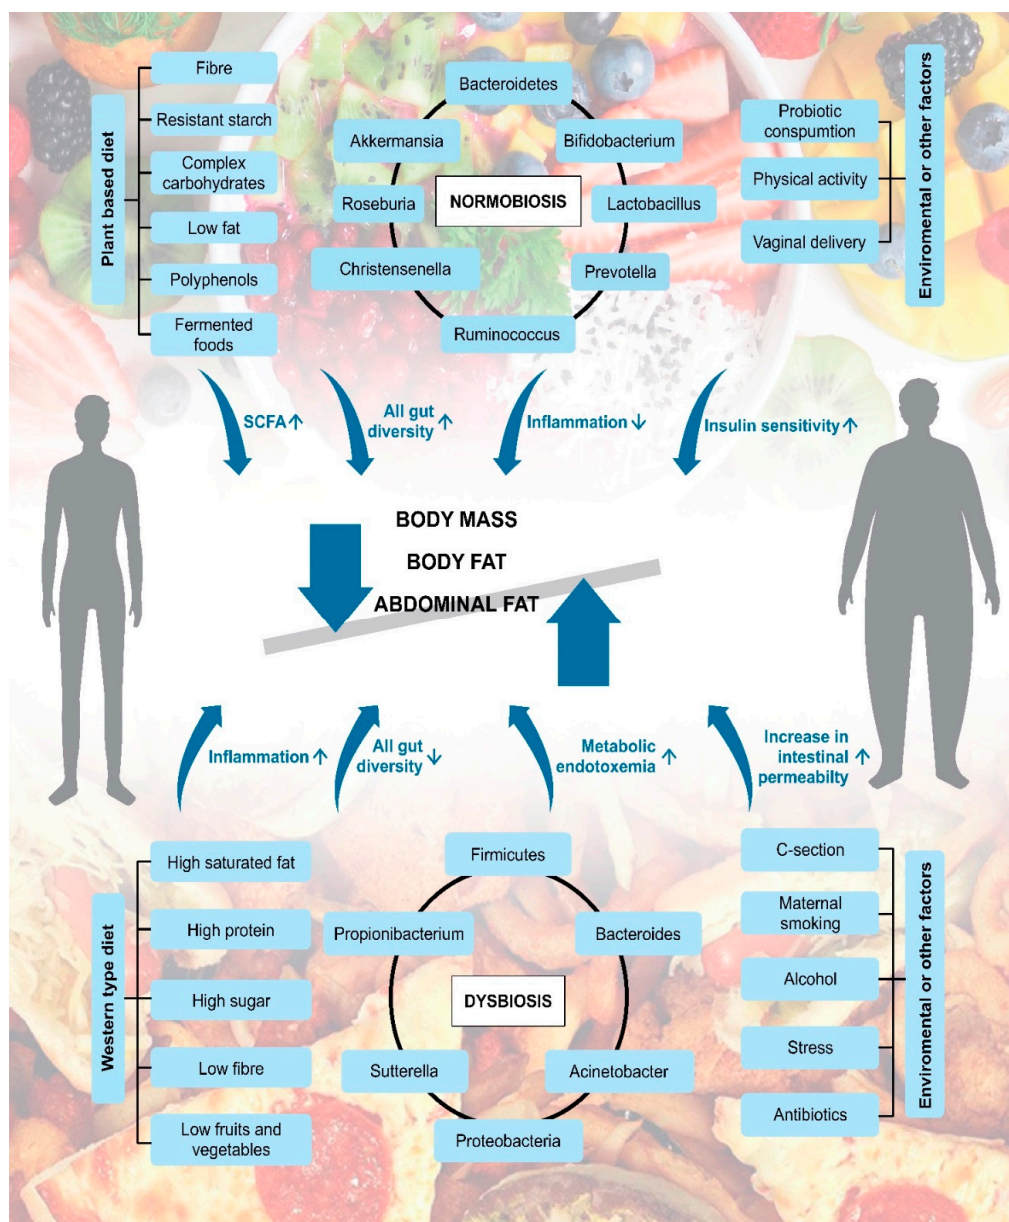 Plant based diet
Fibre
Resistant starch
Complex
carbohydrates
Low fat
Polyphenols
Fermented
foods
Bacteroidetes
Akkermansia
Bifidobacterium
Roseburia
NORMOBIOSIS
Lactobacillus
Christensenella
Prevotella
Ruminococcus
Probiotic
conspumtion
Physical activity
Vaginal delivery
Enviromental or other factors
SCFA↑
All gut
diversity ↑
Inflammation ↓
Insulin sensitivity ↑
BODY MASS
BODY FAT
ABDOMINAL FAT
Inflammation ↑
All gut
diversity ↓
Metabolic
endotoxemia ↑
Increase in
intestinal ↑
permeabilty
Western type diet
High saturated fat
High protein
High sugar
Low fibre
Low fruits and
vegetables
Firmicutes
Propionibacterium
Bacteroides
DYSBIOSIS
Sutterella
Acinetobacter
Proteobacteria
C-section
Maternal
smoking
Alcohol
Stress
Antibiotics
Enviromental or other factors